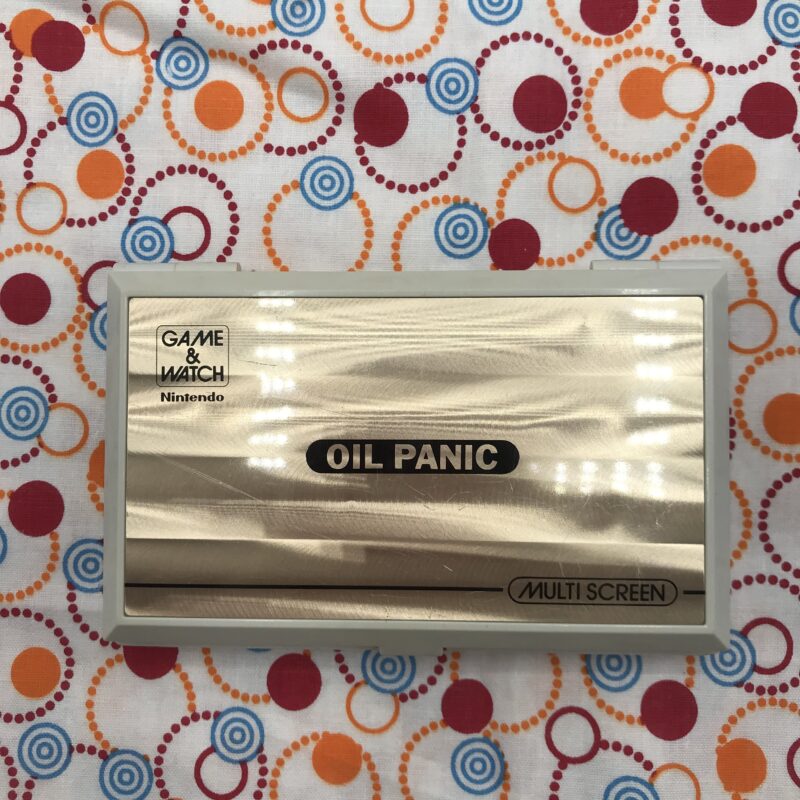 GAME
&
WATCH
Nintendo
OIL PANIC
MULTI SCREEN